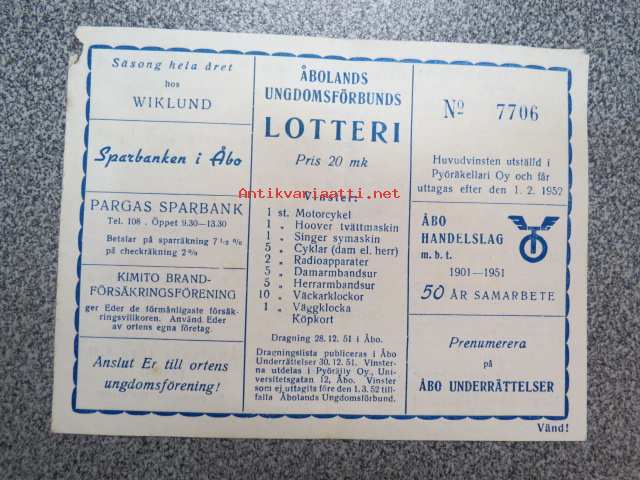 Säsong hela året
hos
WIKLUND
Sparbanken i Åbo
PARGAS SPARBANK
Tel. 108 . Öppet 9.30—13.30
Betalar på sparräkning 7 1/2 %
på checkräkning 2 %
KIMITO BRAND-
FÖRSÄKRINGSFÖRENING
ger Eder de förmånligaste försäk-
ringsvillkoren. Använd Eder
av ortens egna företag.
Anslut Er till ortens
ungdomsförening!
ÅBOLANDS
UNGDOMSFÖRBUNDS
LOTTERI
Pris 20 mk
Antikvariaatti.net
Vinster:
1 st. Motorcykel
1 „ Hoover tvättmaskin
1 „ Singer symaskin
5 „ Cyklar (dam el. herr)
2 „ Radioapparater
5 „ Damarmbandsur
5 „ Herrarmbandsur
10 „ Väckarklockor
1 „ Väggklocka
Köpkort
Dragning 28. 12. 51 i Åbo.
Dragningslista publiceras i Åbo
Underrättelser 30. 12. 51. Vinster-
na utdelas i Pyöräily Oy., Uni-
versitetsgatan 12, Åbo. Vinster
som ej uttagits före den 1. 3. 52 till-
falla Åbolands Ungdomsförbund.
Nº 7706
Huvudvinsten utställd i
Pyöräkellari Oy och får
uttagas efter den 1. 2. 1952
ÅBO
HANDELSLAG
m. b. t.
1901—1951
50 ÅR SAMARBETE
Prenumerera
på
ÅBO UNDERRÄTTELSER
Vänd!